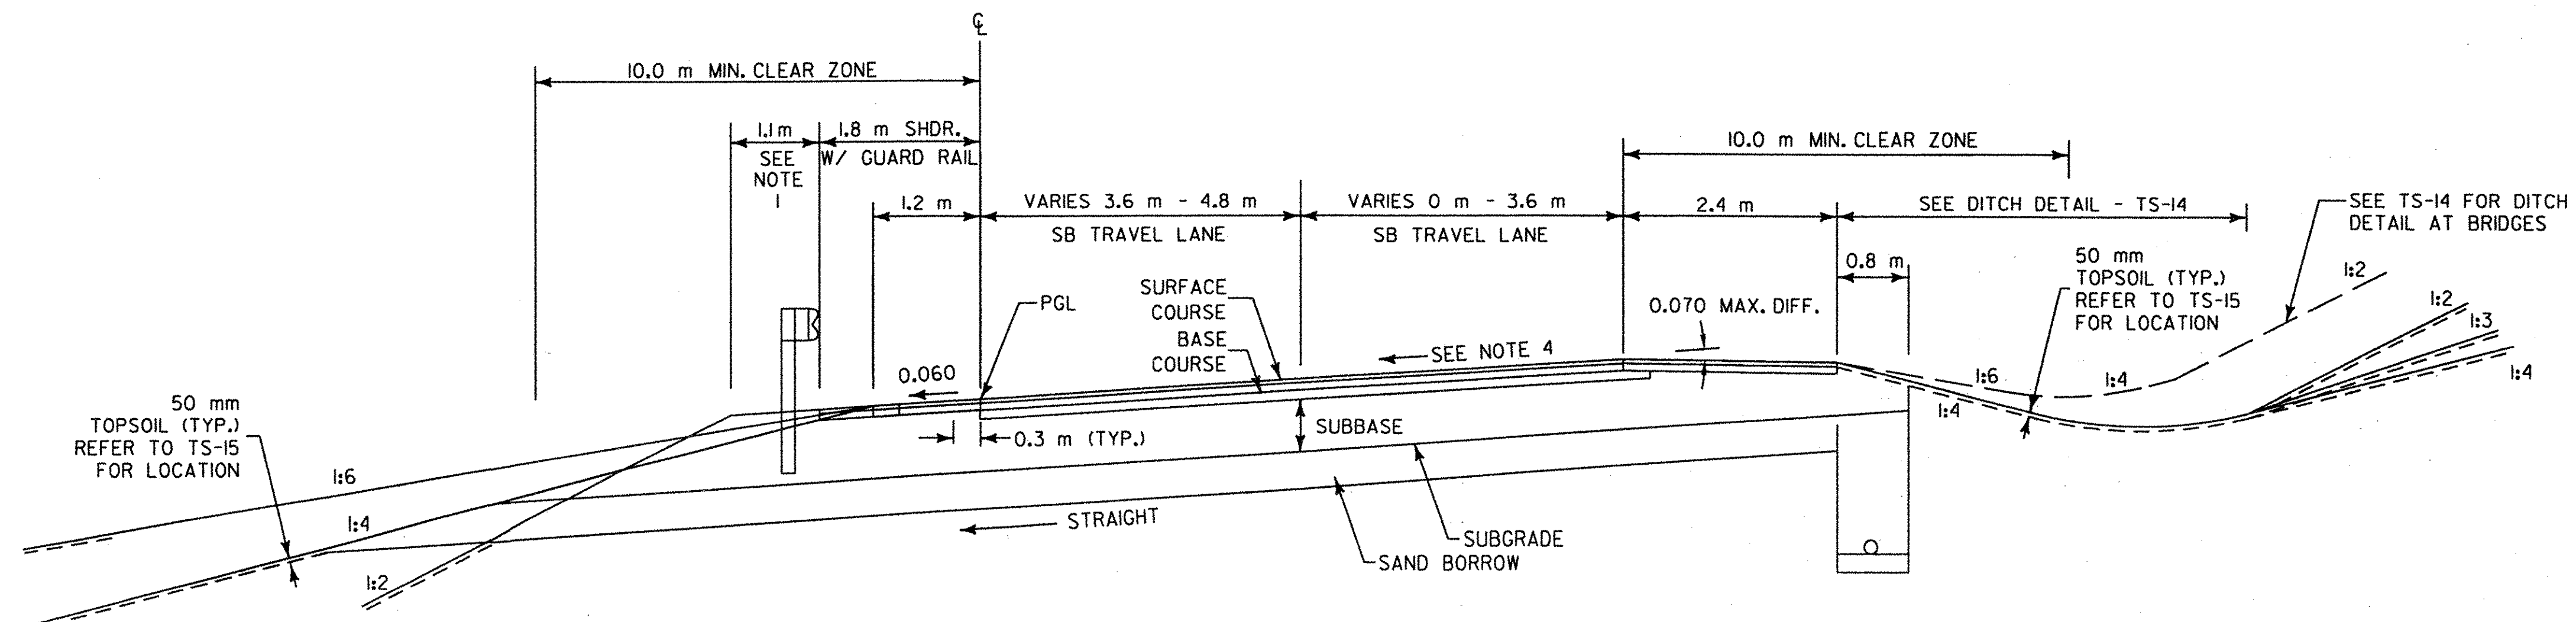 ℄
10.0 m MIN. CLEAR ZONE
1.1 m
SEE
NOTE
1
1.8 m SHDR.
W/ GUARD RAIL
10.0 m MIN. CLEAR ZONE
1.2 m
VARIES 3.6 m - 4.8 m
SB TRAVEL LANE
VARIES 0 m - 3.6 m
SB TRAVEL LANE
2.4 m
SEE DITCH DETAIL - TS-14
SEE TS-14 FOR DITCH
DETAIL AT BRIDGES
0.8 m
50 mm
TOPSOIL (TYP.)
REFER TO TS-15
FOR LOCATION
1:2
1:2
1:3
1:4
PGL
SURFACE
COURSE
BASE
COURSE
0.070 MAX. DIFF.
SEE NOTE 4
0.060
1:6
1:4
1:4
0.3 m (TYP.)
SUBBASE
50 mm
TOPSOIL (TYP.)
REFER TO TS-15
FOR LOCATION
1:6
1:4
1:2
STRAIGHT
SUBGRADE
SAND BORROW